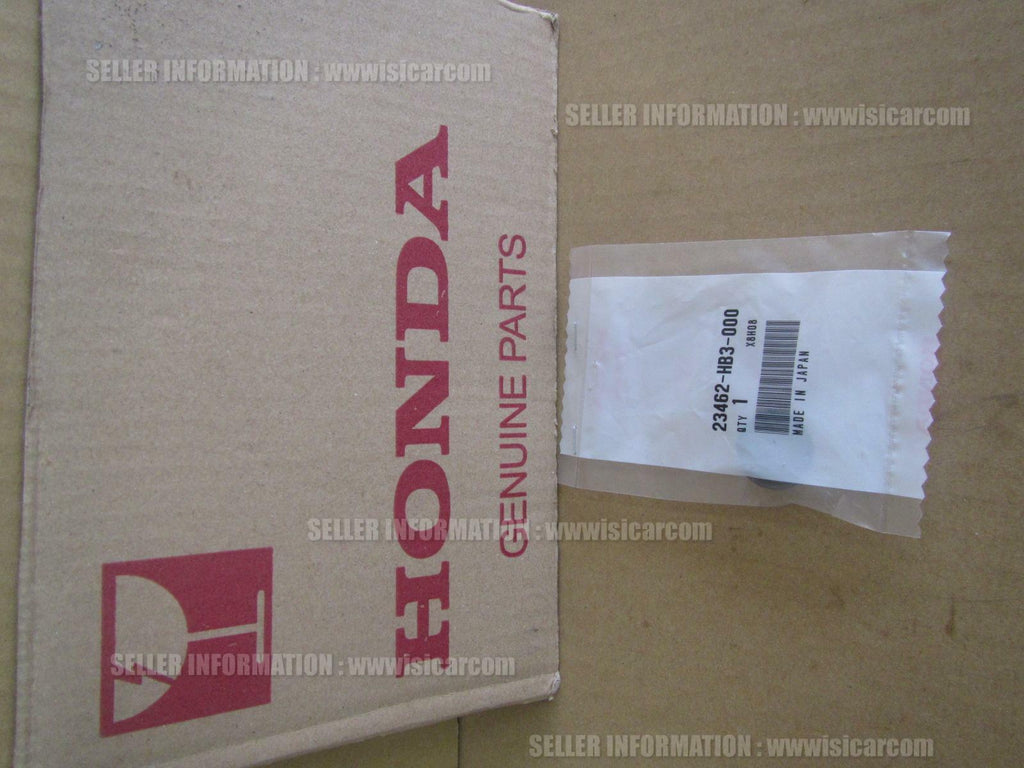 SELLER INFORMATION : wwwisicarcom
SELLER INFORMATION : wwwisicarcom
HONDA
GENUINE PARTS
23462-HB3-000
QTY 1
X8H08
MADE IN JAPAN
SELLER INFORMATION : wwwisicarcom
SELLER INFORMATION : wwwisicarcom
SELLER INFORMATION : wwwisicarcom